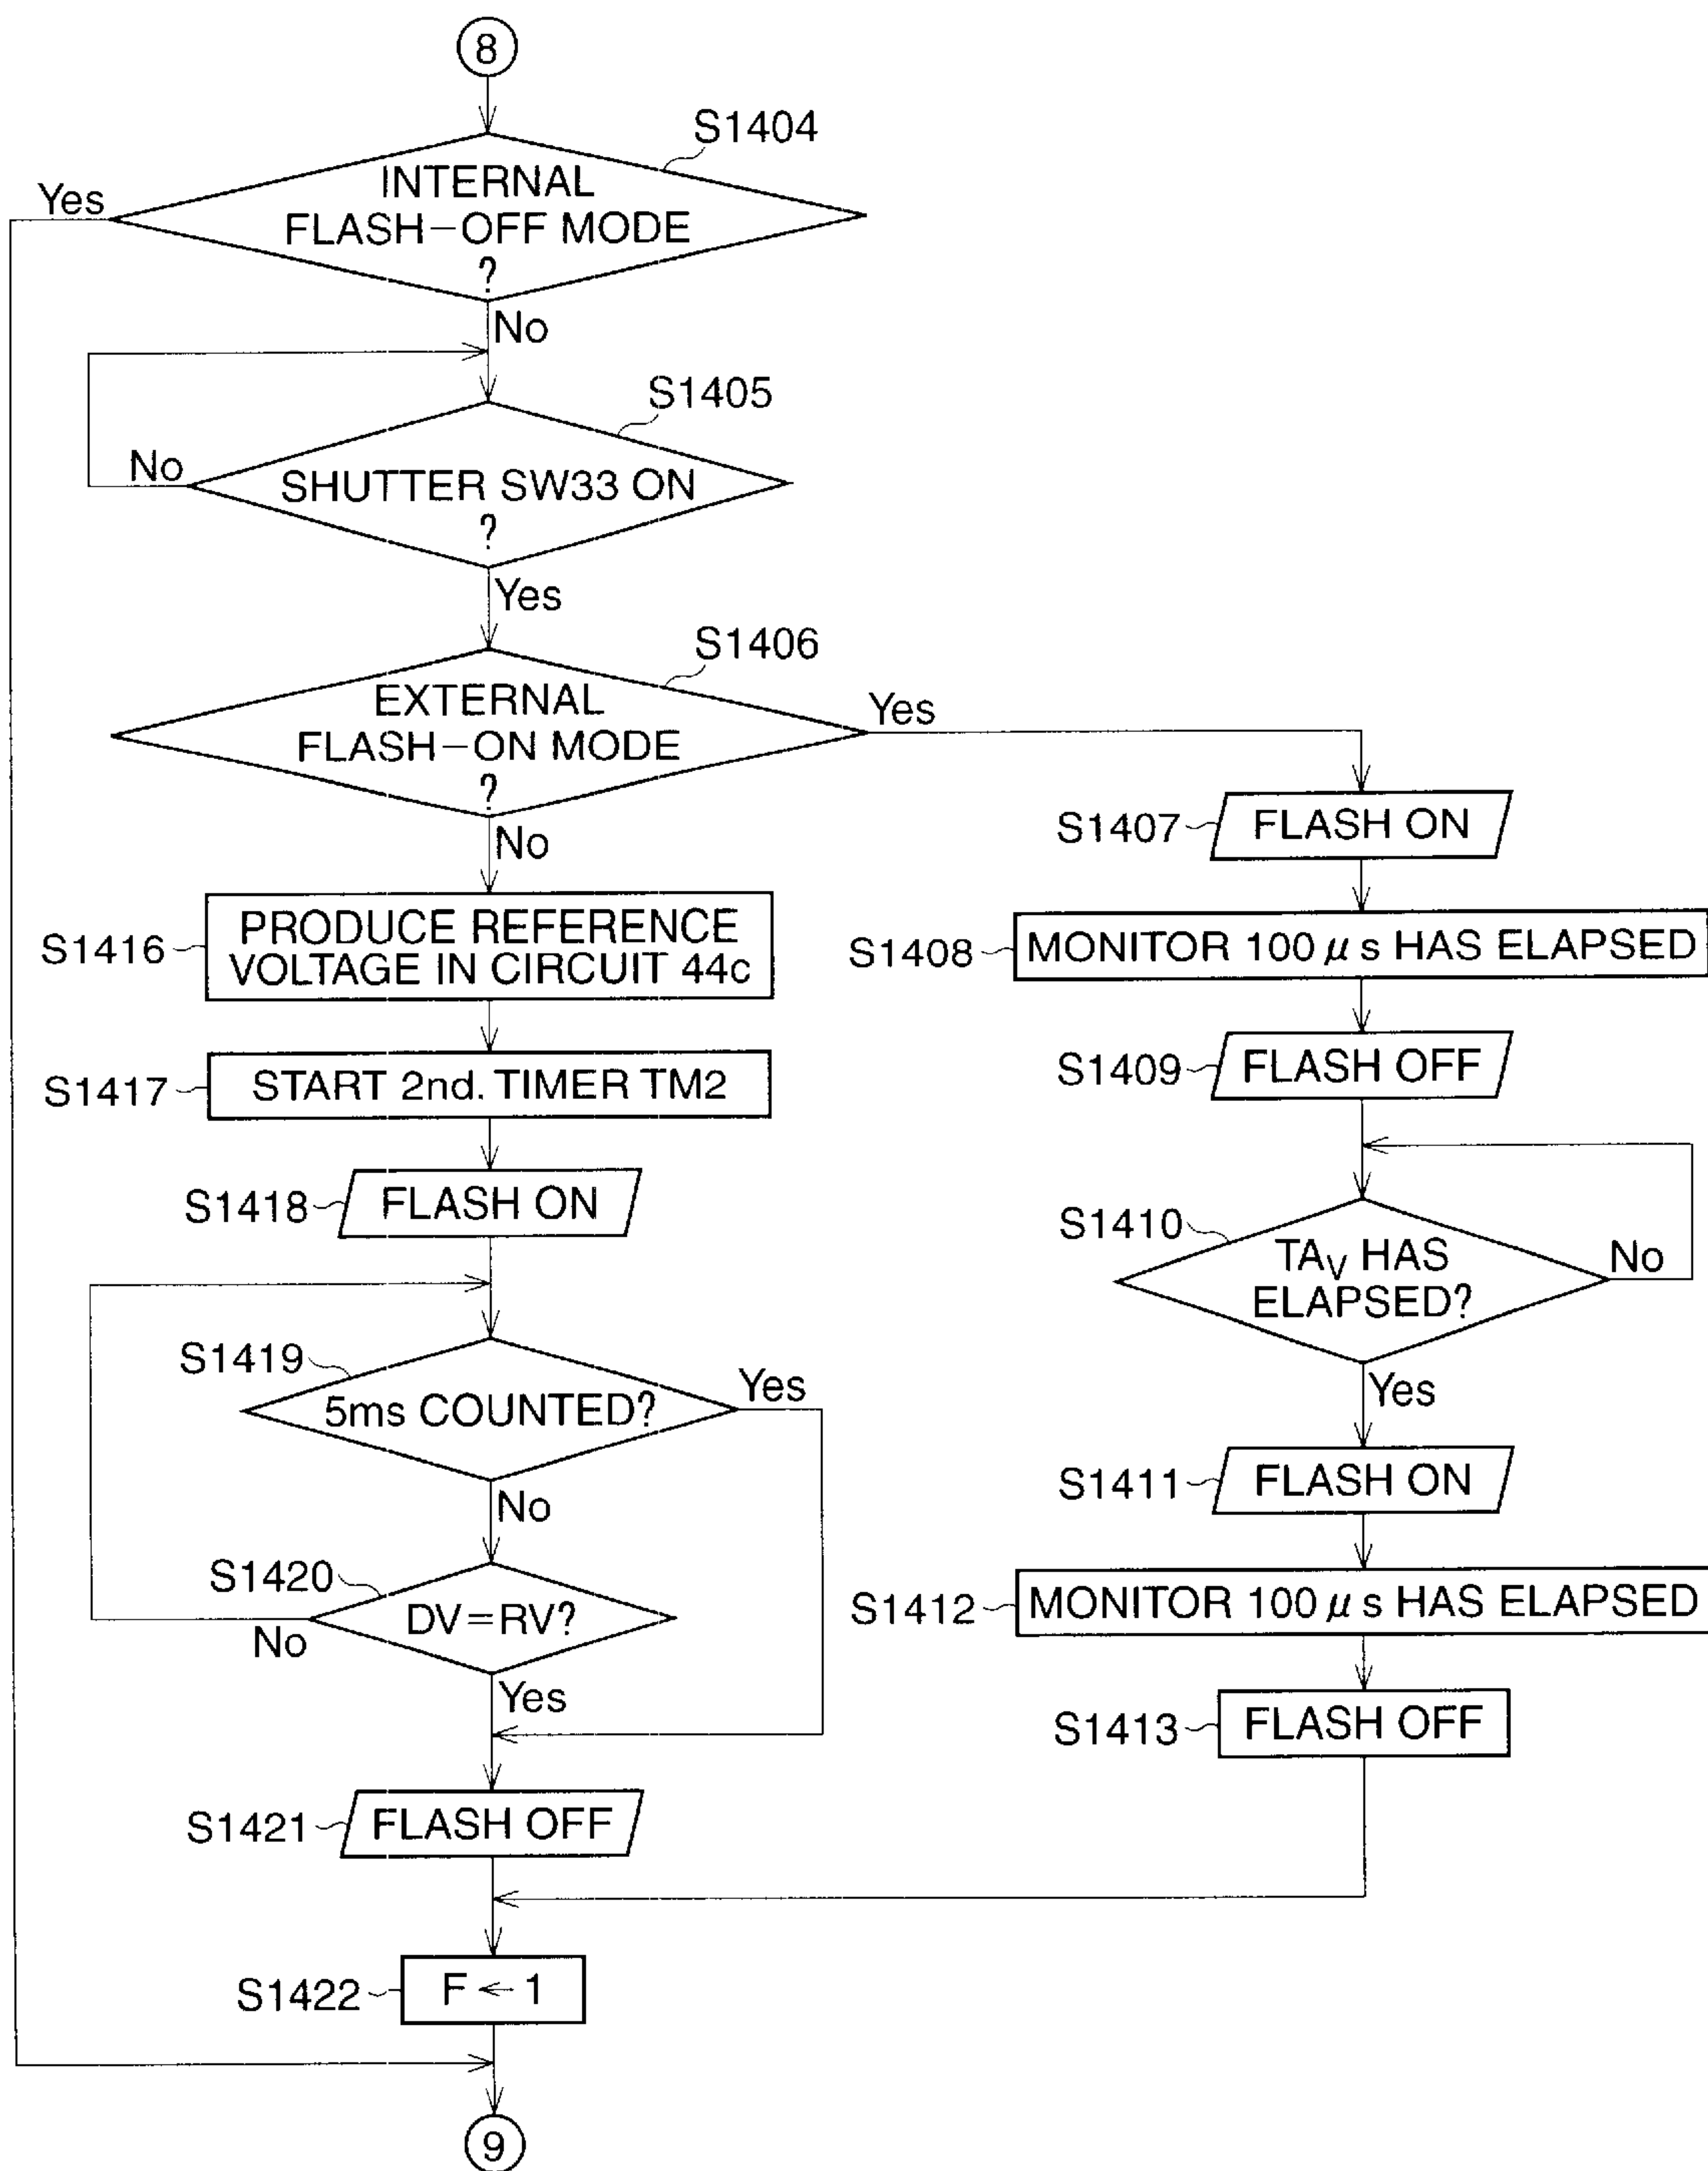 8
S1404
INTERNAL
FLASH-OFF MODE
?
Yes
No
S1405
SHUTTER SW33 ON
?
No
Yes
S1406
EXTERNAL
FLASH-ON MODE
?
Yes
No
S1407
FLASH ON
S1408
MONITOR 100 μs HAS ELAPSED
S1409
FLASH OFF
S1410
TAV HAS
ELAPSED?
No
Yes
S1411
FLASH ON
S1412
MONITOR 100 μs HAS ELAPSED
S1413
FLASH OFF
S1416
PRODUCE REFERENCE
VOLTAGE IN CIRCUIT 44c
S1417
START 2nd. TIMER TM2
S1418
FLASH ON
S1419
5ms COUNTED?
Yes
No
S1420
DV=RV?
No
Yes
S1421
FLASH OFF
S1422
F ← 1
9